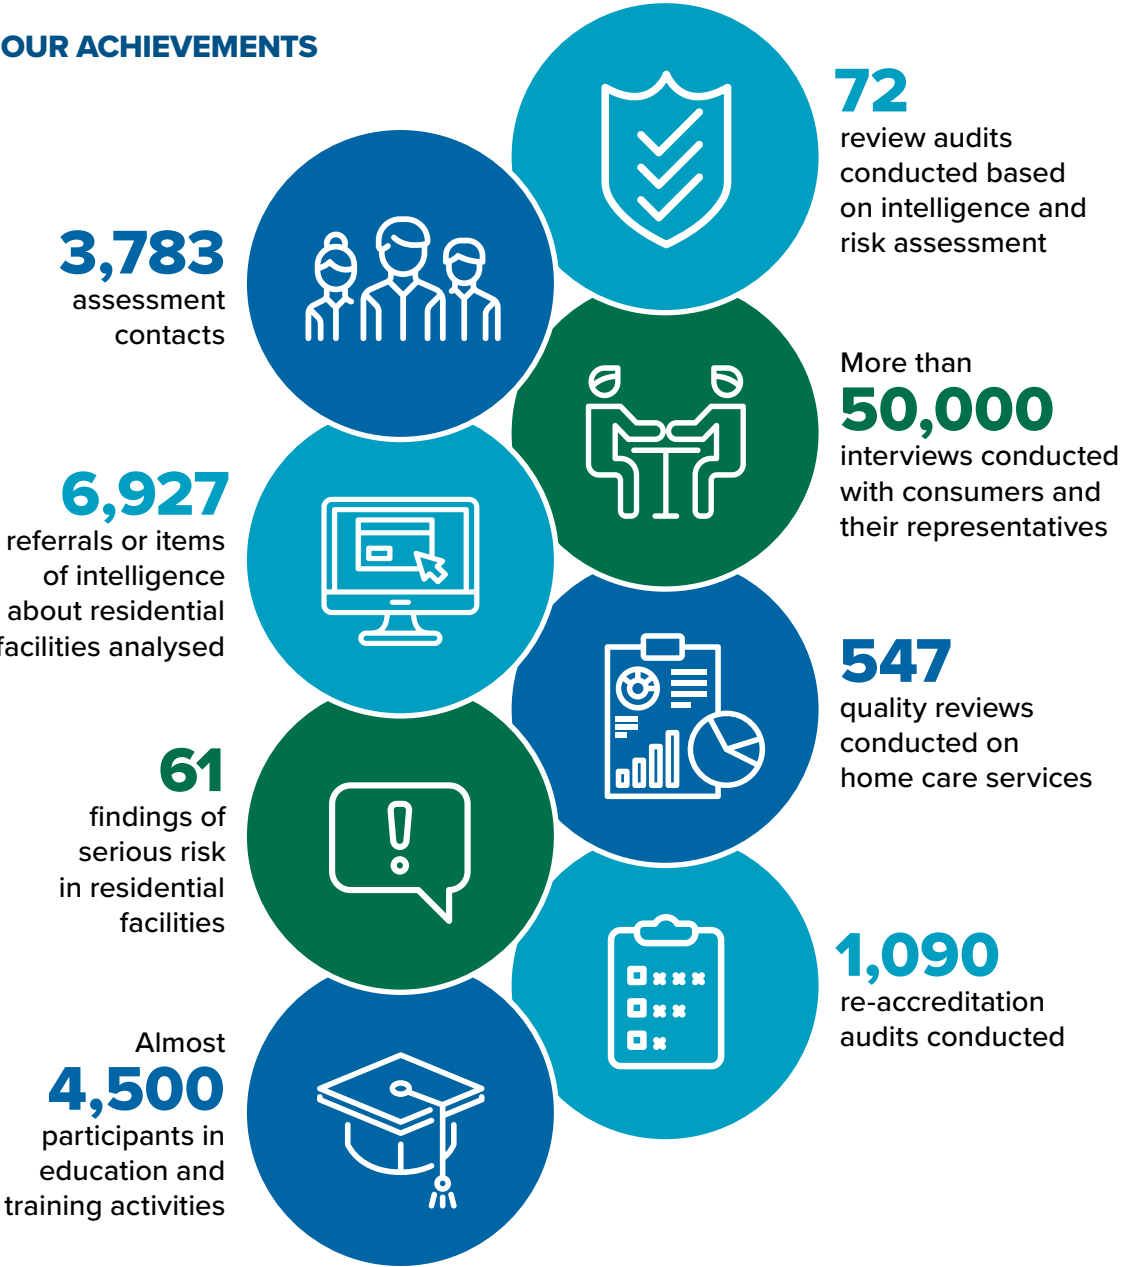 OUR ACHIEVEMENTS
72
review audits
conducted based
on intelligence and
risk assessment
3,783
assessment
contacts
More than
50,000
interviews conducted
with consumers and
their representatives
6,927
referrals or items
of intelligence
about residential
facilities analysed
547
quality reviews
conducted on
home care services
61
findings of
serious risk
in residential
facilities
1,090
re-accreditation
audits conducted
Almost
4,500
participants in
education and
training activities